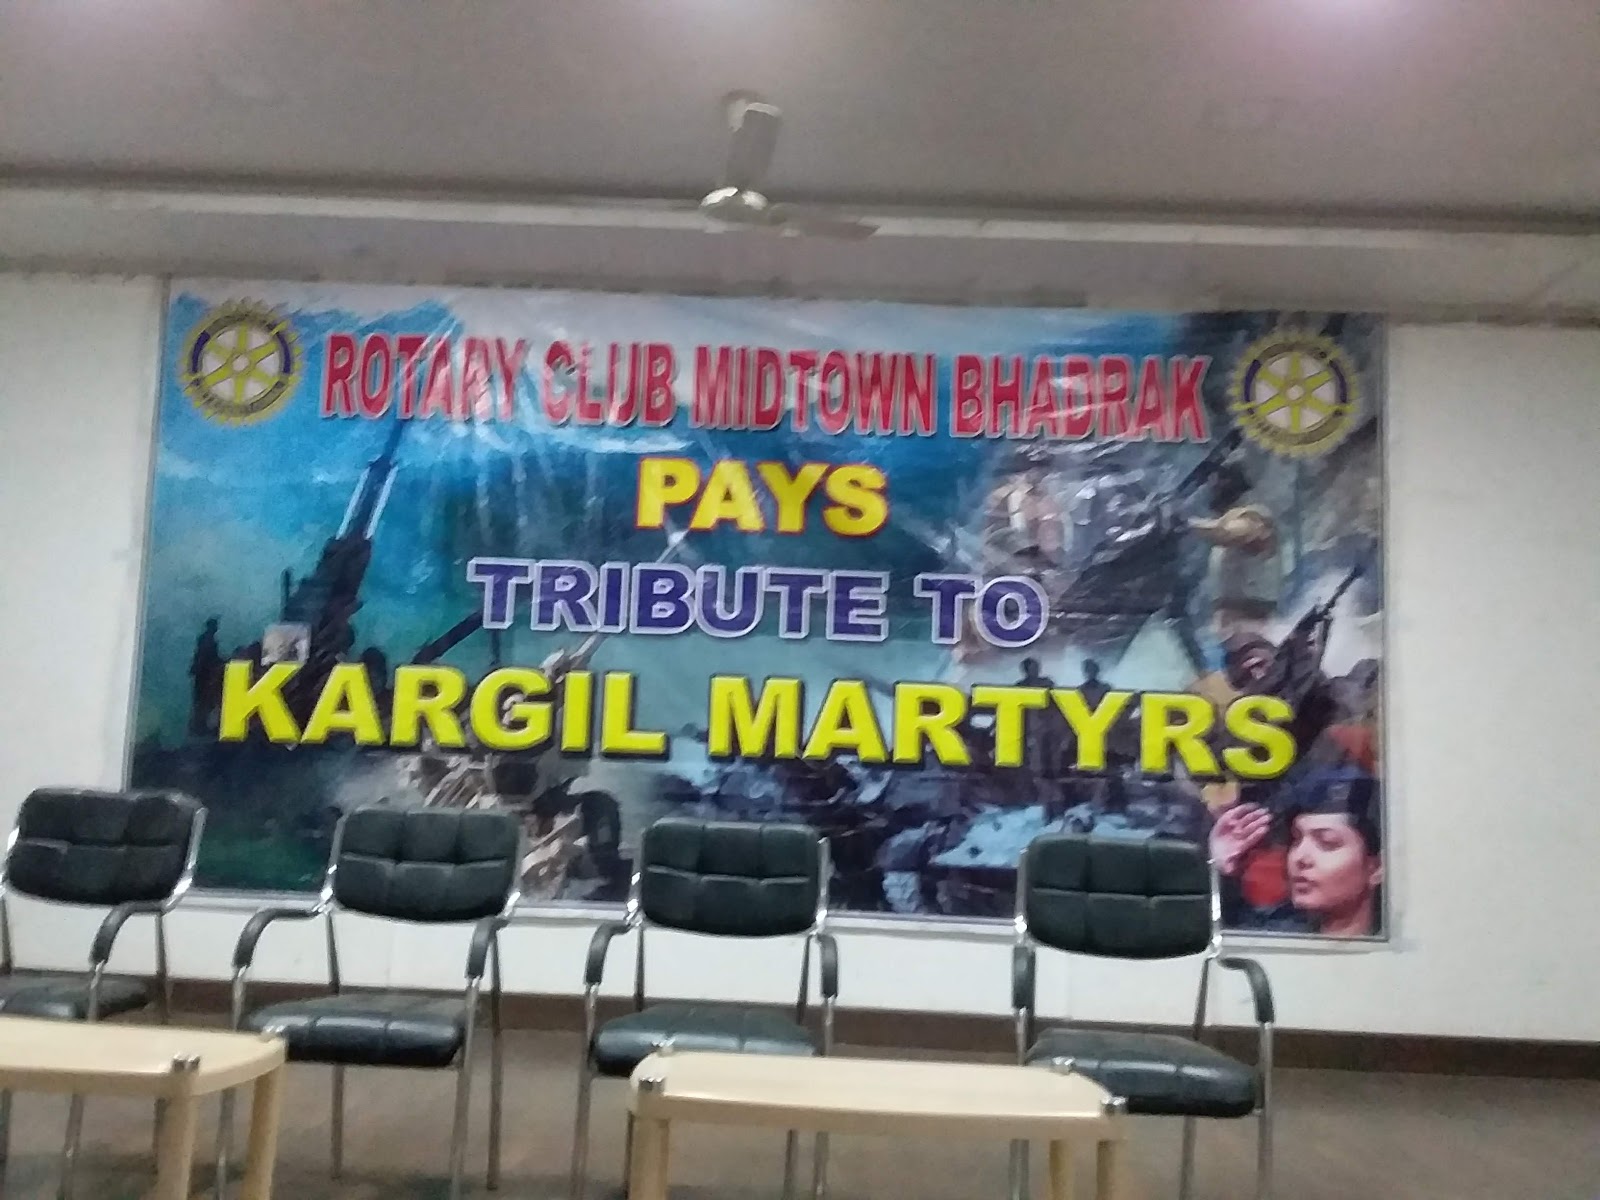 ROTARY CLUB MIDTOWN BHADRAK
PAYS
TRIBUTE TO
KARGIL MARTYRS